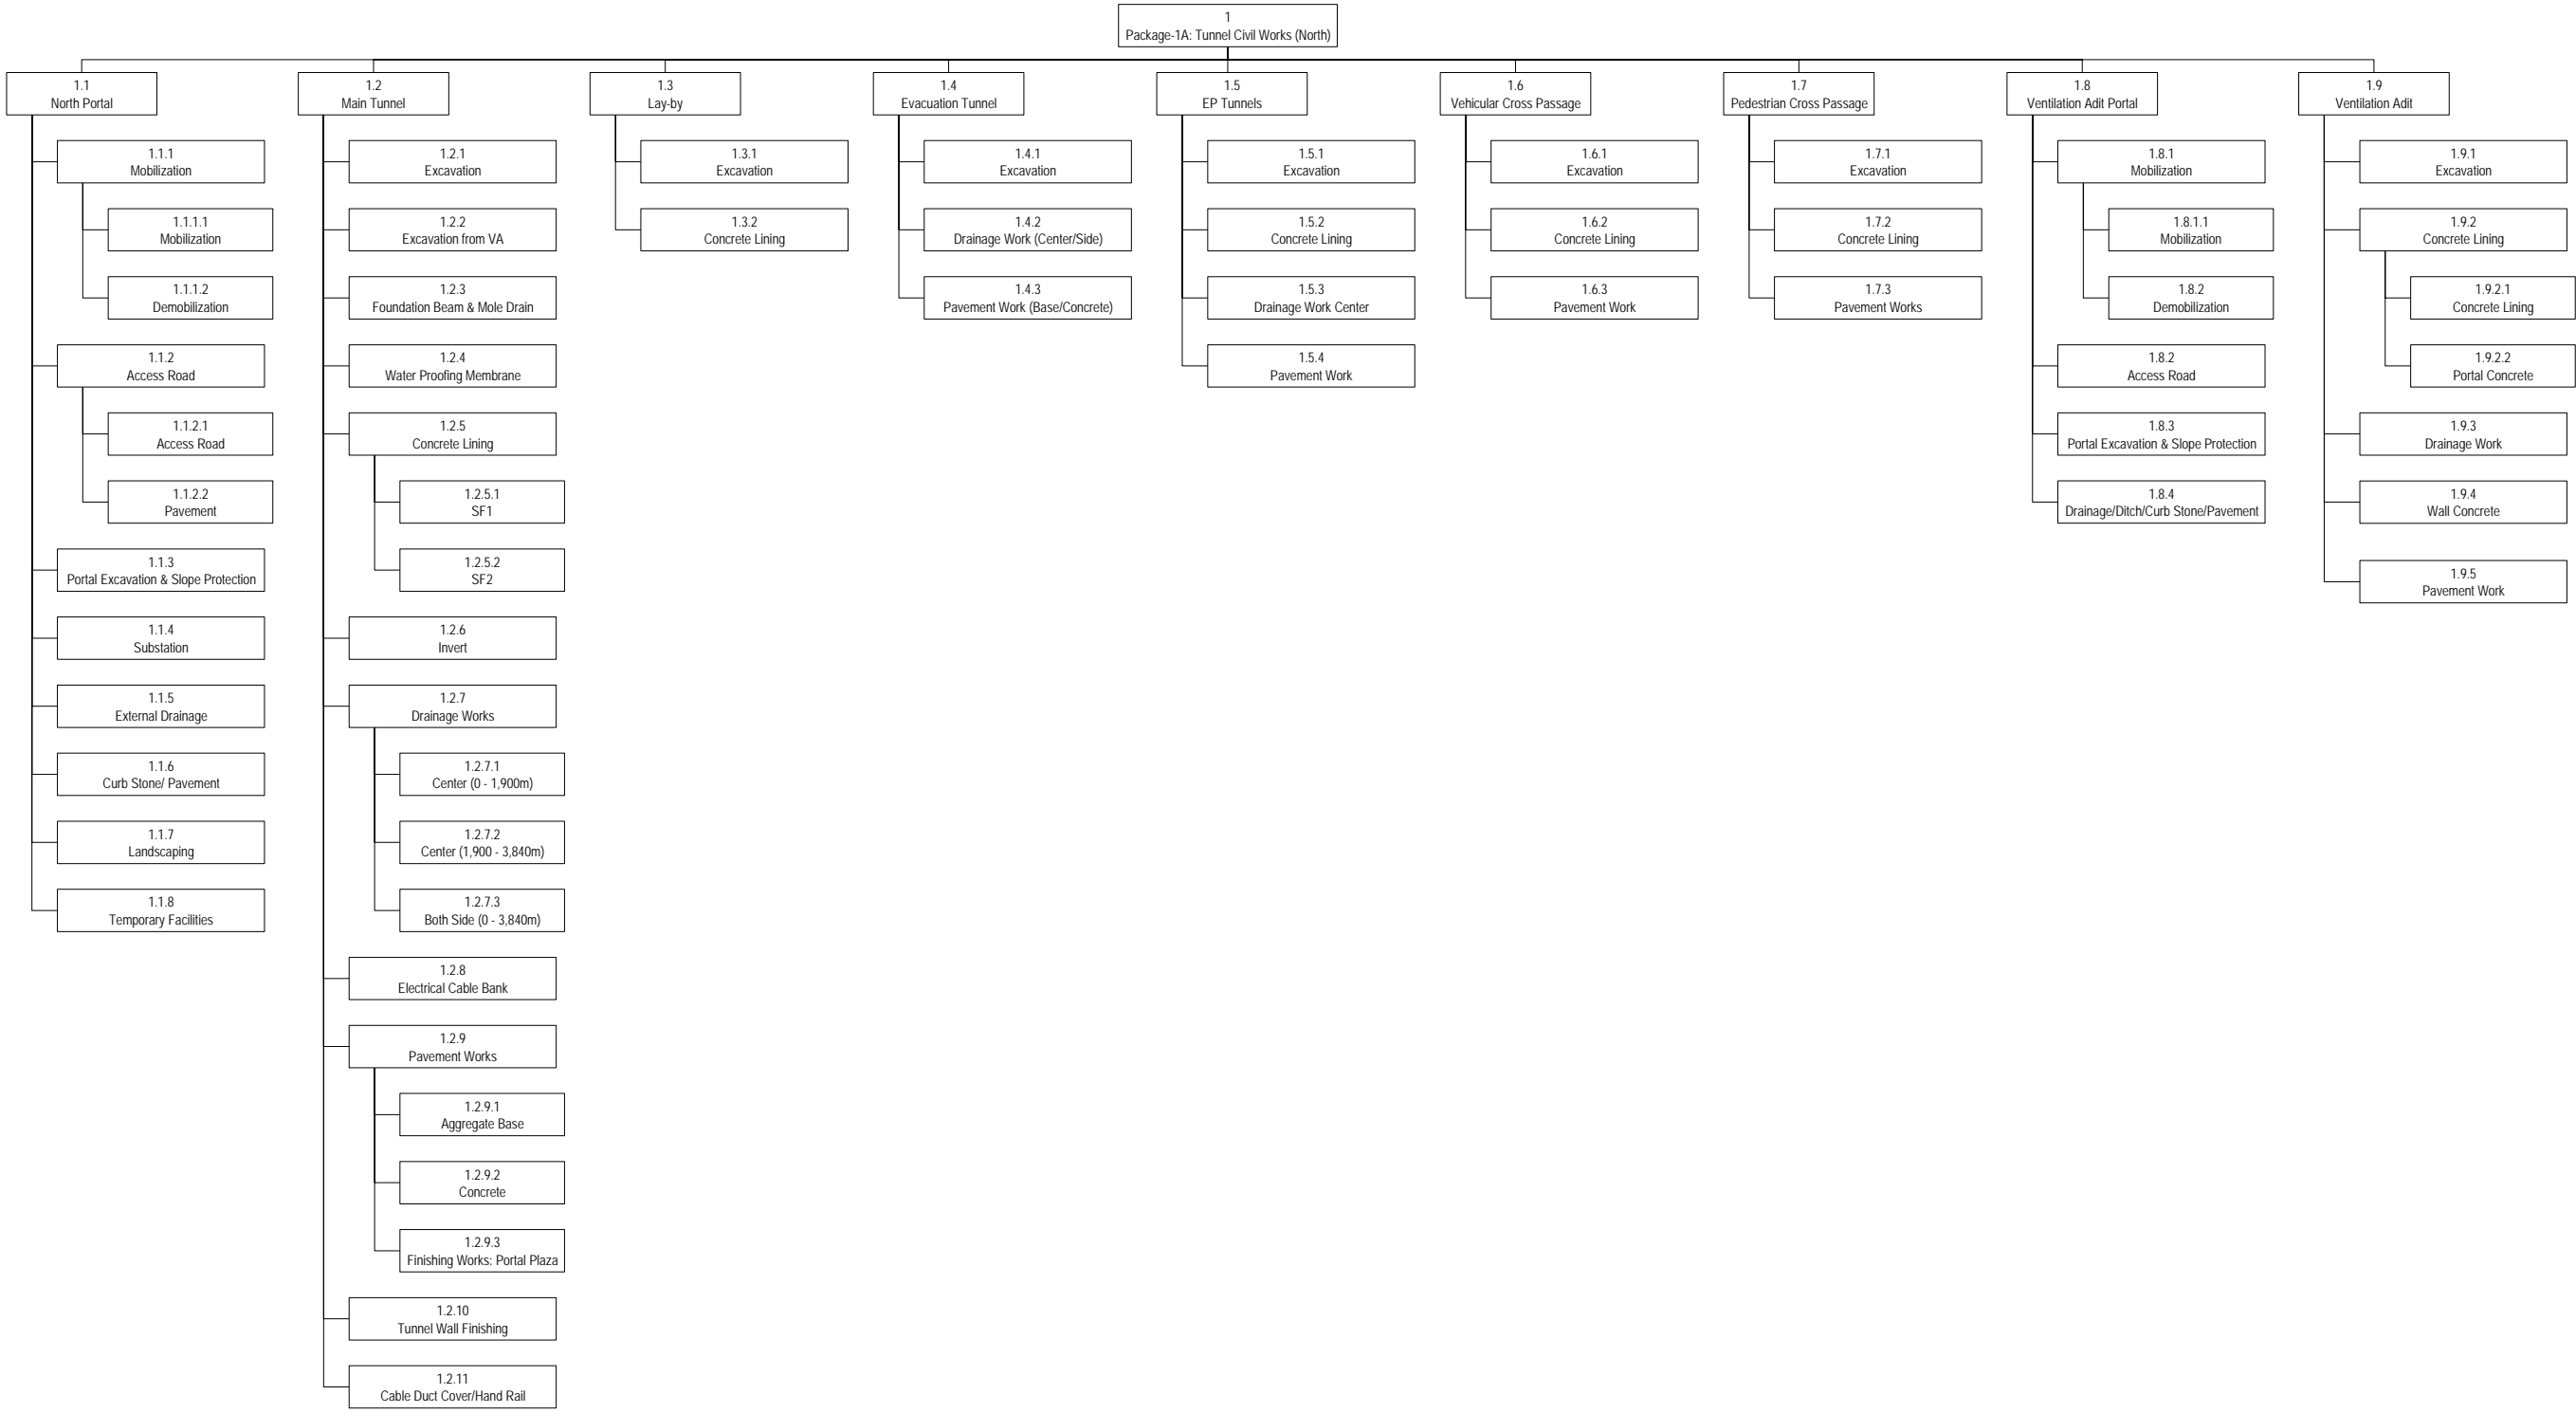 1
Package-1A: Tunnel Civil Works (North)
1.1
North Portal
1.1.1
Mobilization
1.1.1.1
Mobilization
1.1.1.2
Demobilization
1.1.2
Access Road
1.1.2.1
Access Road
1.1.2.2
Pavement
1.1.3
Portal Excavation & Slope Protection
1.1.4
Substation
1.1.5
External Drainage
1.1.6
Curb Stone/ Pavement
1.1.7
Landscaping
1.1.8
Temporary Facilities
1.2
Main Tunnel
1.2.1
Excavation
1.2.2
Excavation from VA
1.2.3
Foundation Beam & Mole Drain
1.2.4
Water Proofing Membrane
1.2.5
Concrete Lining
1.2.5.1
SF1
1.2.5.2
SF2
1.2.6
Invert
1.2.7
Drainage Works
1.2.7.1
Center (0 - 1,900m)
1.2.7.2
Center (1,900 - 3,840m)
1.2.7.3
Both Side (0 - 3,840m)
1.2.8
Electrical Cable Bank
1.2.9
Pavement Works
1.2.9.1
Aggregate Base
1.2.9.2
Concrete
1.2.9.3
Finishing Works: Portal Plaza
1.2.10
Tunnel Wall Finishing
1.2.11
Cable Duct Cover/Hand Rail
1.3
Lay-by
1.3.1
Excavation
1.3.2
Concrete Lining
1.4
Evacuation Tunnel
1.4.1
Excavation
1.4.2
Drainage Work (Center/Side)
1.4.3
Pavement Work (Base/Concrete)
1.5
EP Tunnels
1.5.1
Excavation
1.5.2
Concrete Lining
1.5.3
Drainage Work Center
1.5.4
Pavement Work
1.6
Vehicular Cross Passage
1.6.1
Excavation
1.6.2
Concrete Lining
1.6.3
Pavement Work
1.7
Pedestrian Cross Passage
1.7.1
Excavation
1.7.2
Concrete Lining
1.7.3
Pavement Works
1.8
Ventilation Adit Portal
1.8.1
Mobilization
1.8.1.1
Mobilization
1.8.2
Demobilization
1.8.2
Access Road
1.8.3
Portal Excavation & Slope Protection
1.8.4
Drainage/Ditch/Curb Stone/Pavement
1.9
Ventilation Adit
1.9.1
Excavation
1.9.2
Concrete Lining
1.9.2.1
Concrete Lining
1.9.2.2
Portal Concrete
1.9.3
Drainage Work
1.9.4
Wall Concrete
1.9.5
Pavement Work